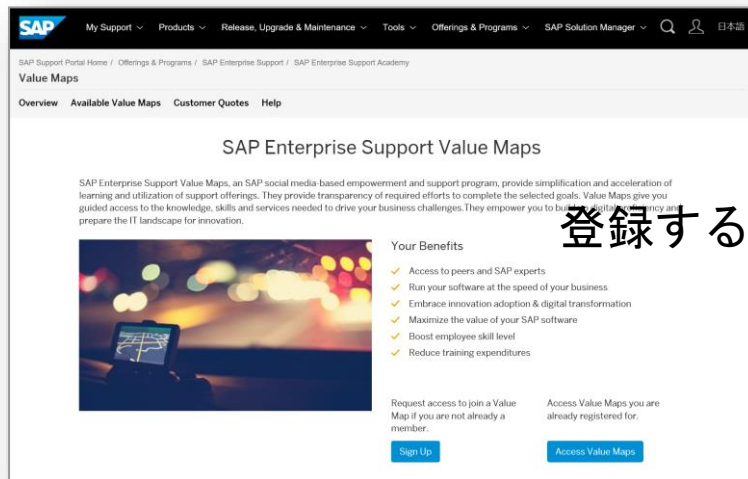 SAP
My Support
Products
Release, Upgrade & Maintenance
Tools
Offerings & Programs
SAP Solution Manager
日本語
SAP Support Portal Home / Offerings & Programs / SAP Enterprise Support / SAP Enterprise Support Academy
Value Maps
Overview Available Value Maps Customer Quotes Help
SAP Enterprise Support Value Maps
SAP Enterprise Support Value Maps, an SAP social media-based empowerment and support program, provide simplification and acceleration of
learning and utilization of support offerings. They provide transparency of required efforts to complete the selected goals. Value Maps give you
guided access to the knowledge, skills and services needed to drive your business challenges.They empower you to digital and
prepare the IT landscape for innovation.
登録する
Your Benefits
Access to peers and SAP experts
Run your software at the speed of your business
Embrace innovation adoption & digital transformation
Maximize the value of your SAP software
Boost employee skill level
Reduce training expenditures
Request access to join a Value
Map if you are not already a
member.
Sign Up
Access Value Maps you are
already registered for.
Access Value Maps